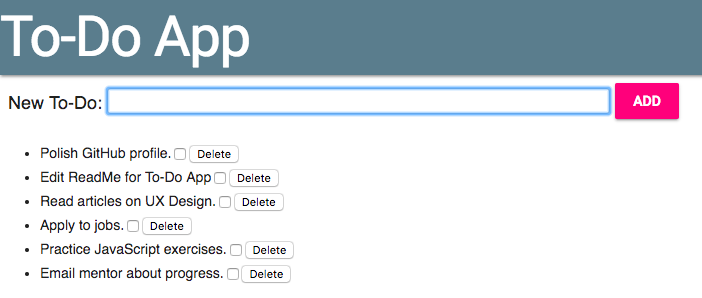 To-Do App
New To-Do: ADD
Polish GitHub profile. Delete
Edit ReadMe for To-Do App Delete
Read articles on UX Design. Delete
Apply to jobs. Delete
Practice JavaScript exercises. Delete
Email mentor about progress. Delete